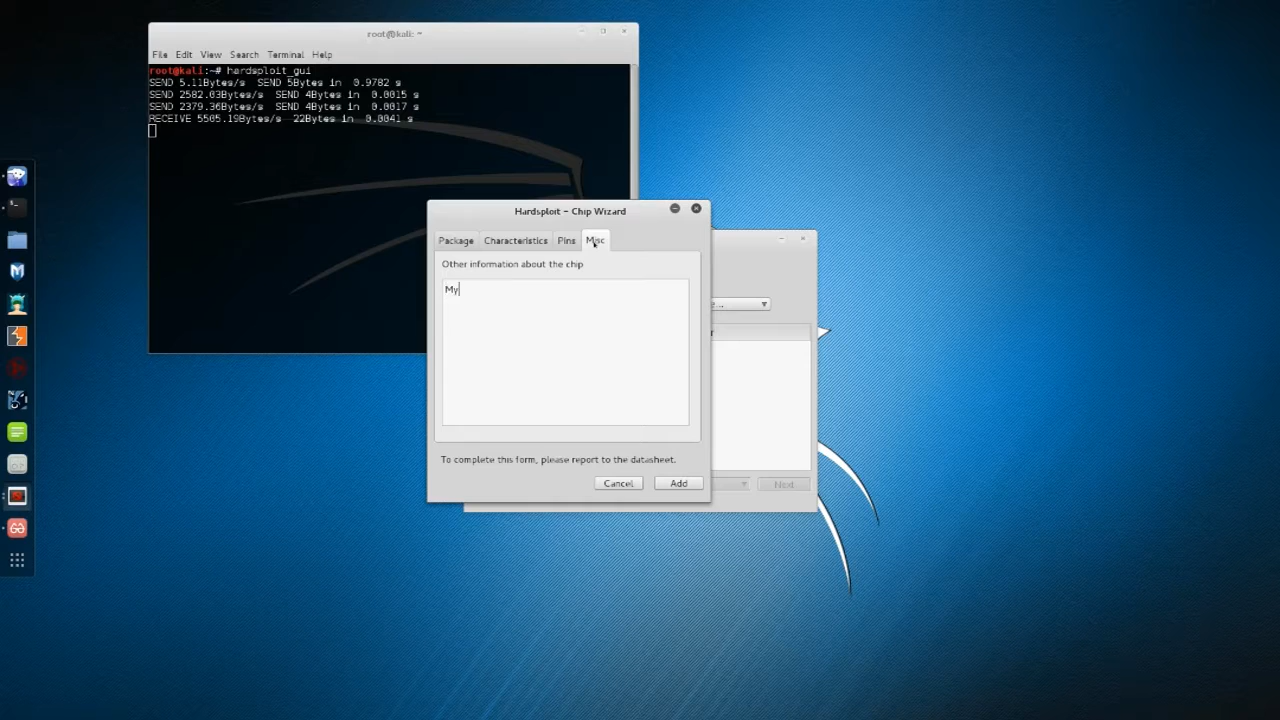 root@kali: ~
File Edit View Search Terminal Help
root@kali:~# hardsploit_gui
SEND 5.11Bytes/s SEND 5Bytes in 0.9782 s
SEND 2582.03Bytes/s SEND 4Bytes in 0.0015 s
SEND 2379.36Bytes/s SEND 4Bytes in 0.0017 s
RECEIVE 5505.19Bytes/s 22Bytes in 0.0041 s
Hardsploit - Chip Wizard
Package Characteristics Pins Misc
Other information about the chip
My
To complete this form, please report to the datasheet.
Cancel Add
Next